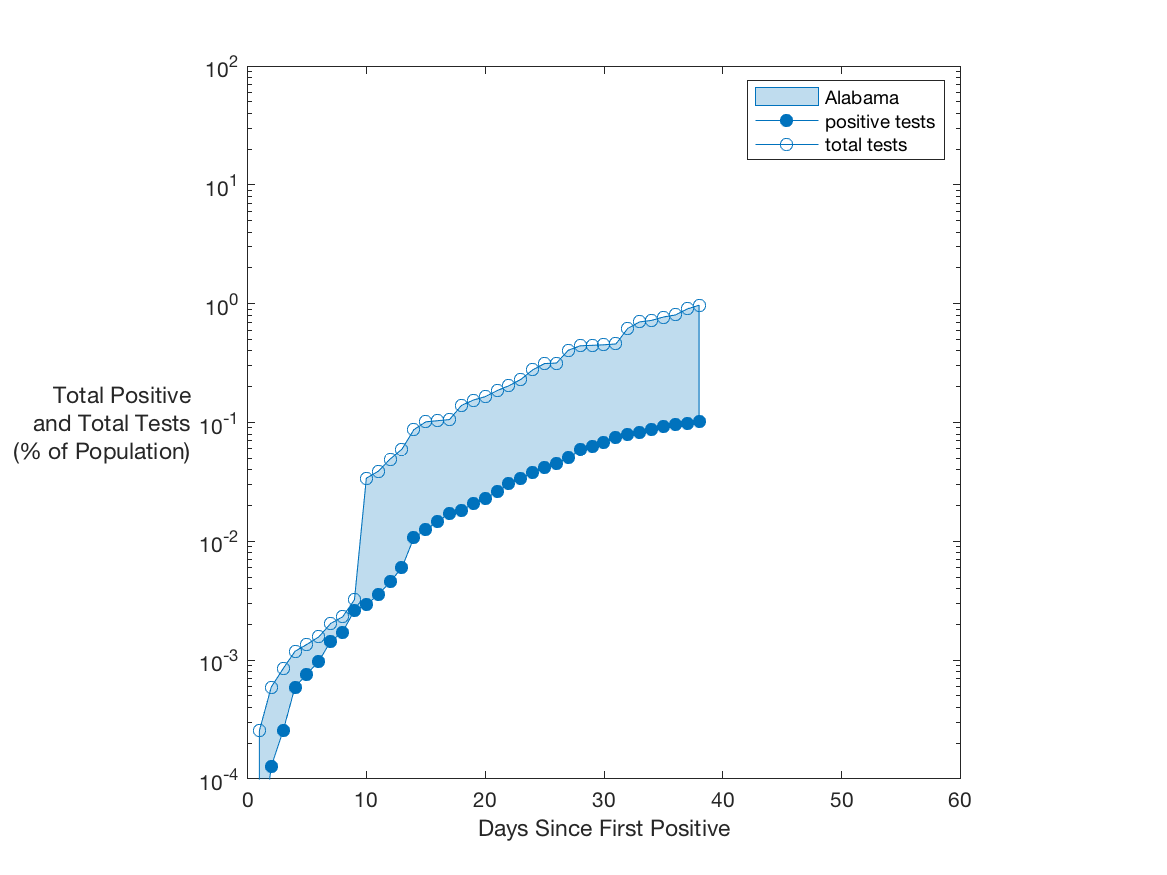 10^2
10^1
10^0
10^-1
10^-2
10^-3
10^-4
Total Positive
and Total Tests
(% of Population)
Alabama
positive tests
total tests
0 10 20 30 40 50 60
Days Since First Positive